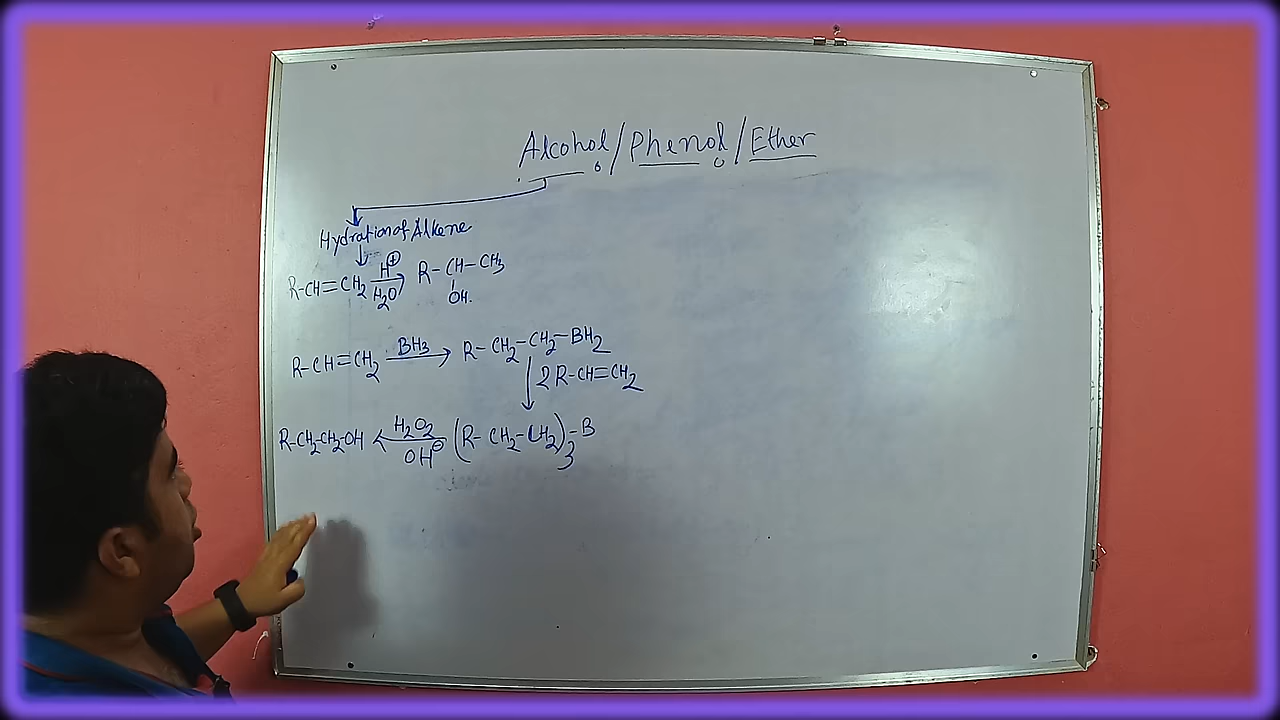 Alcohol/Phenol/Ether
Hydration of Alkene
R-CH=CH₂ H⊕ H₂O → R-CH-CH₃
OH
R-CH=CH₂ BH₃ → R-CH₂-CH₂-BH₂
↓ 2R-CH=CH₂
R-CH₂-CH₂-OH ← H₂O₂ OH⊖ (R-CH₂-CH₂)₃-B